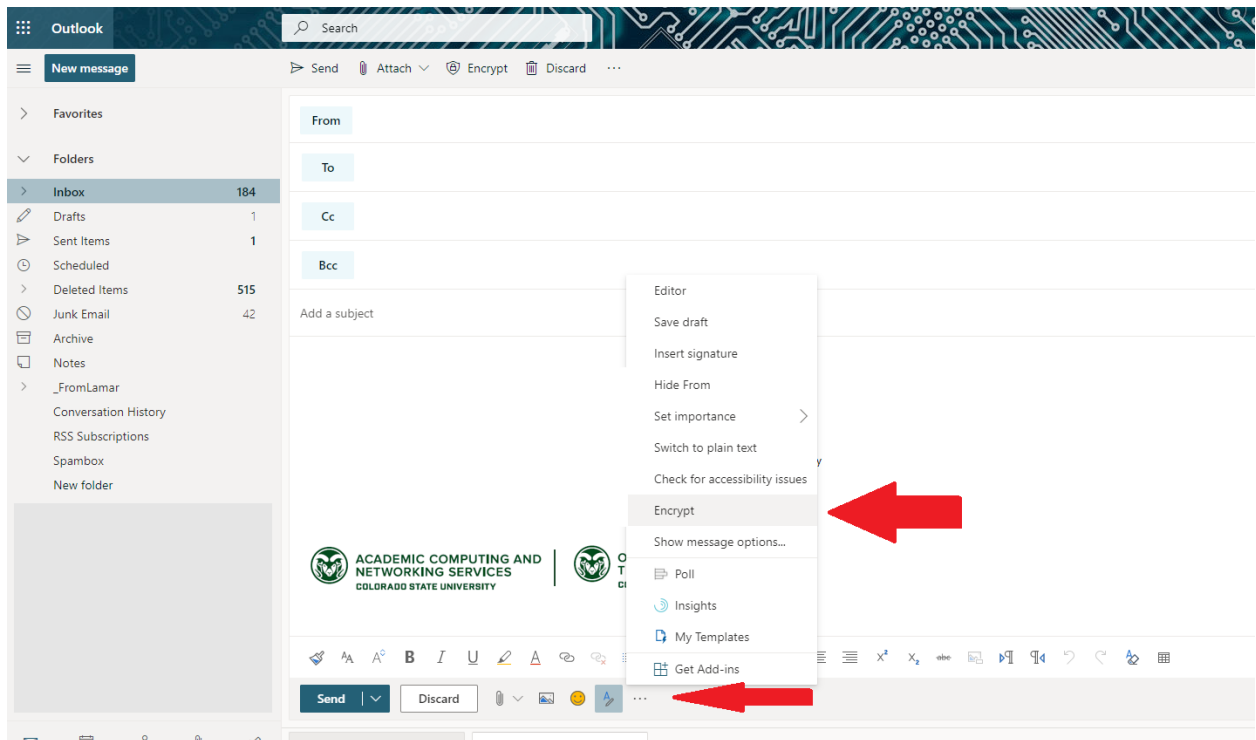 Outlook
Search
New message
Send Attach Encrypt Discard ...
Favorites
Folders
Inbox 184
Drafts 1
Sent Items 1
Scheduled
Deleted Items 515
Junk Email 42
Archive
Notes
_FromLamar
Conversation History
RSS Subscriptions
Spambox
New folder
From
To
Cc
Bcc
Add a subject
Editor
Save draft
Insert signature
Hide From
Set importance
Switch to plain text
Check for accessibility issues
Encrypt
Show message options...
Poll
Insights
My Templates
Get Add-ins
ACADEMIC COMPUTING AND
NETWORKING SERVICES
COLORADO STATE UNIVERSITY
B I U A
Send Discard ...